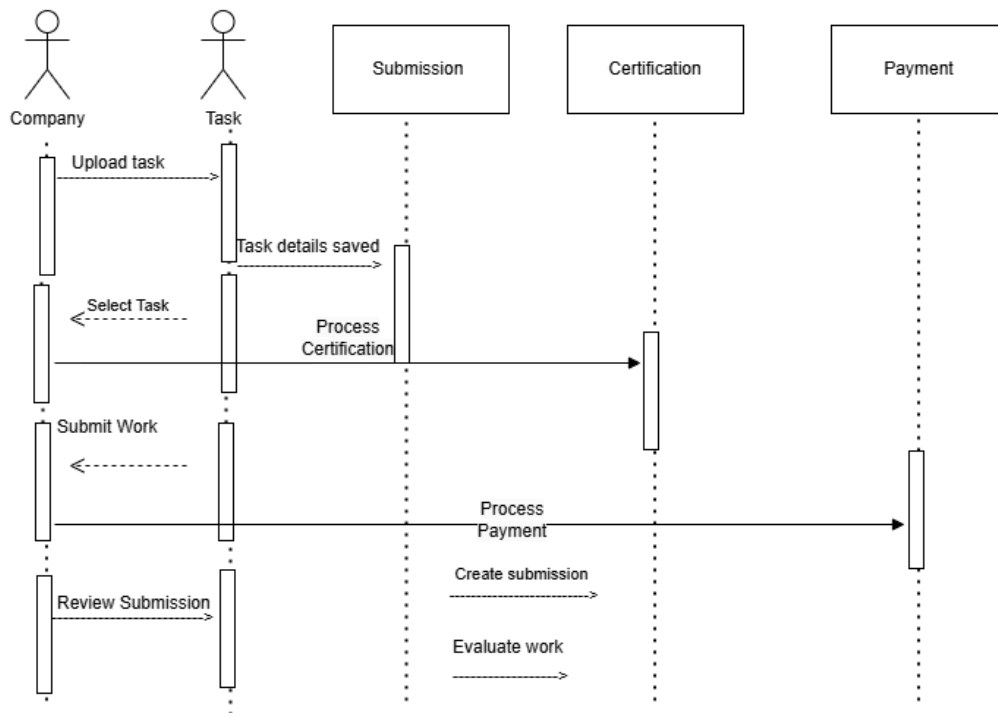 Submission
Certification
Payment
Company
Task
Upload task
Task details saved
Select Task
Process
Certification
Submit Work
Process
Payment
Create submission
Review Submission
Evaluate work